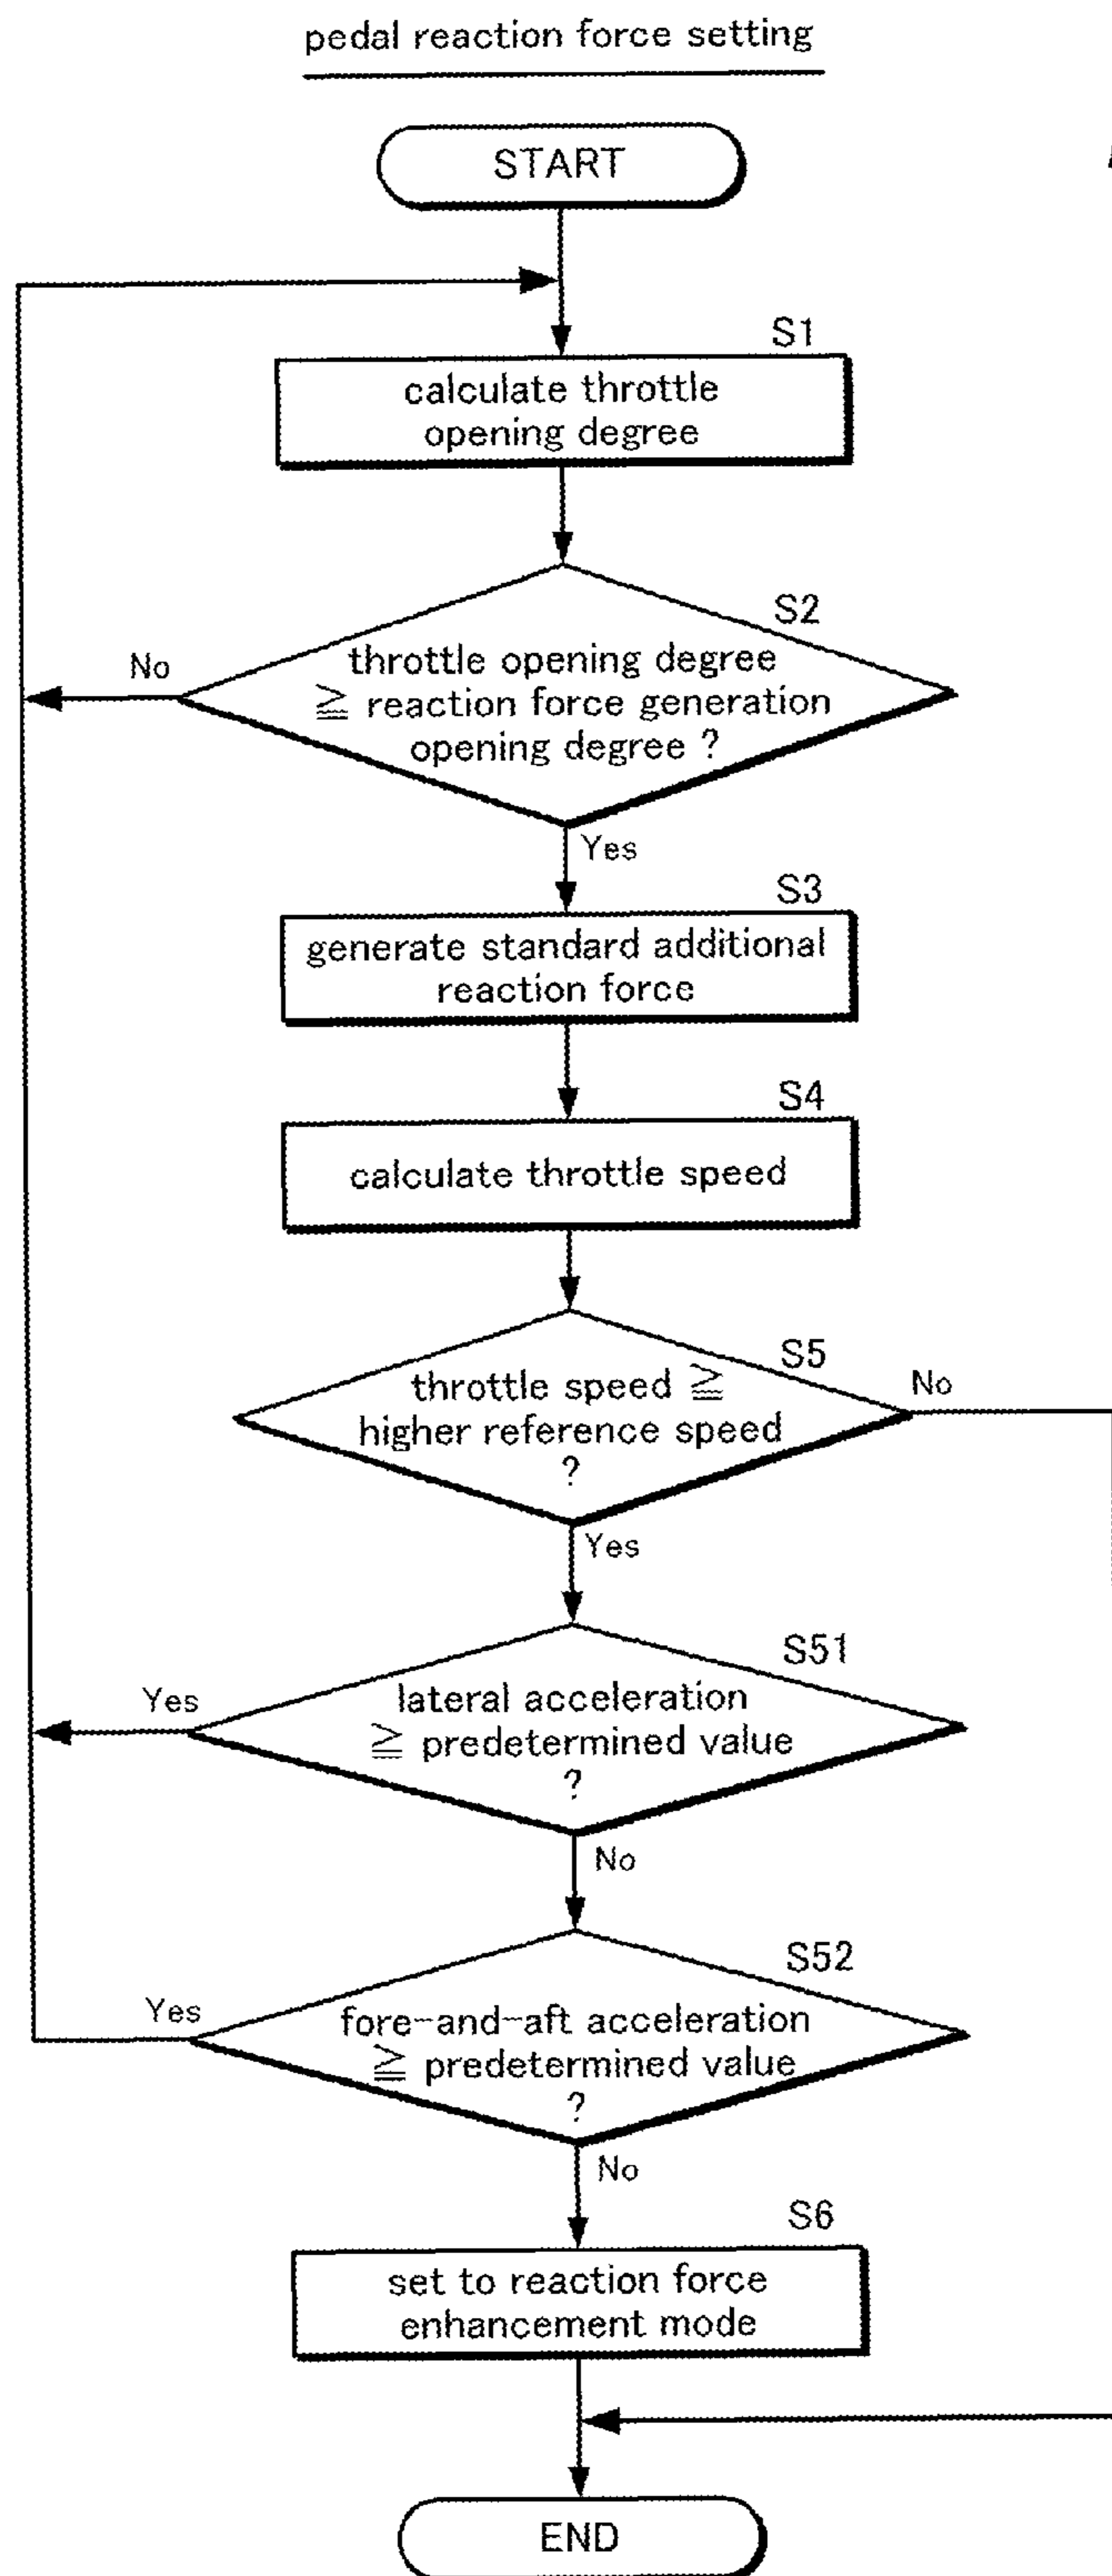 pedal reaction force setting
START
S1
calculate throttle
opening degree
S2
No
throttle opening degree
≧ reaction force generation
opening degree ?
Yes
S3
generate standard additional
reaction force
S4
calculate throttle speed
S5
No
throttle speed ≧
higher reference speed
?
Yes
S51
Yes
lateral acceleration
≧ predetermined value
?
No
S52
Yes
fore-and-aft acceleration
≧ predetermined value
?
No
S6
set to reaction force
enhancement mode
END